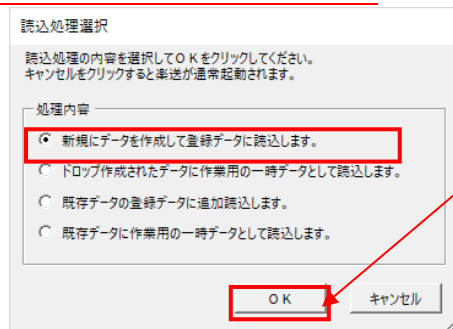 読込処理選択
読込処理の内容を選択してＯＫをクリックしてください。
キャンセルをクリックすると楽送が通常起動されます。
処理内容
新規にデータを作成して登録データに読込します。
ドロップ作成されたデータに作業用の一時データとして読込します。
既存データの登録データに追加読込します。
既存データに作業用の一時データとして読込します。
ＯＫ
キャンセル